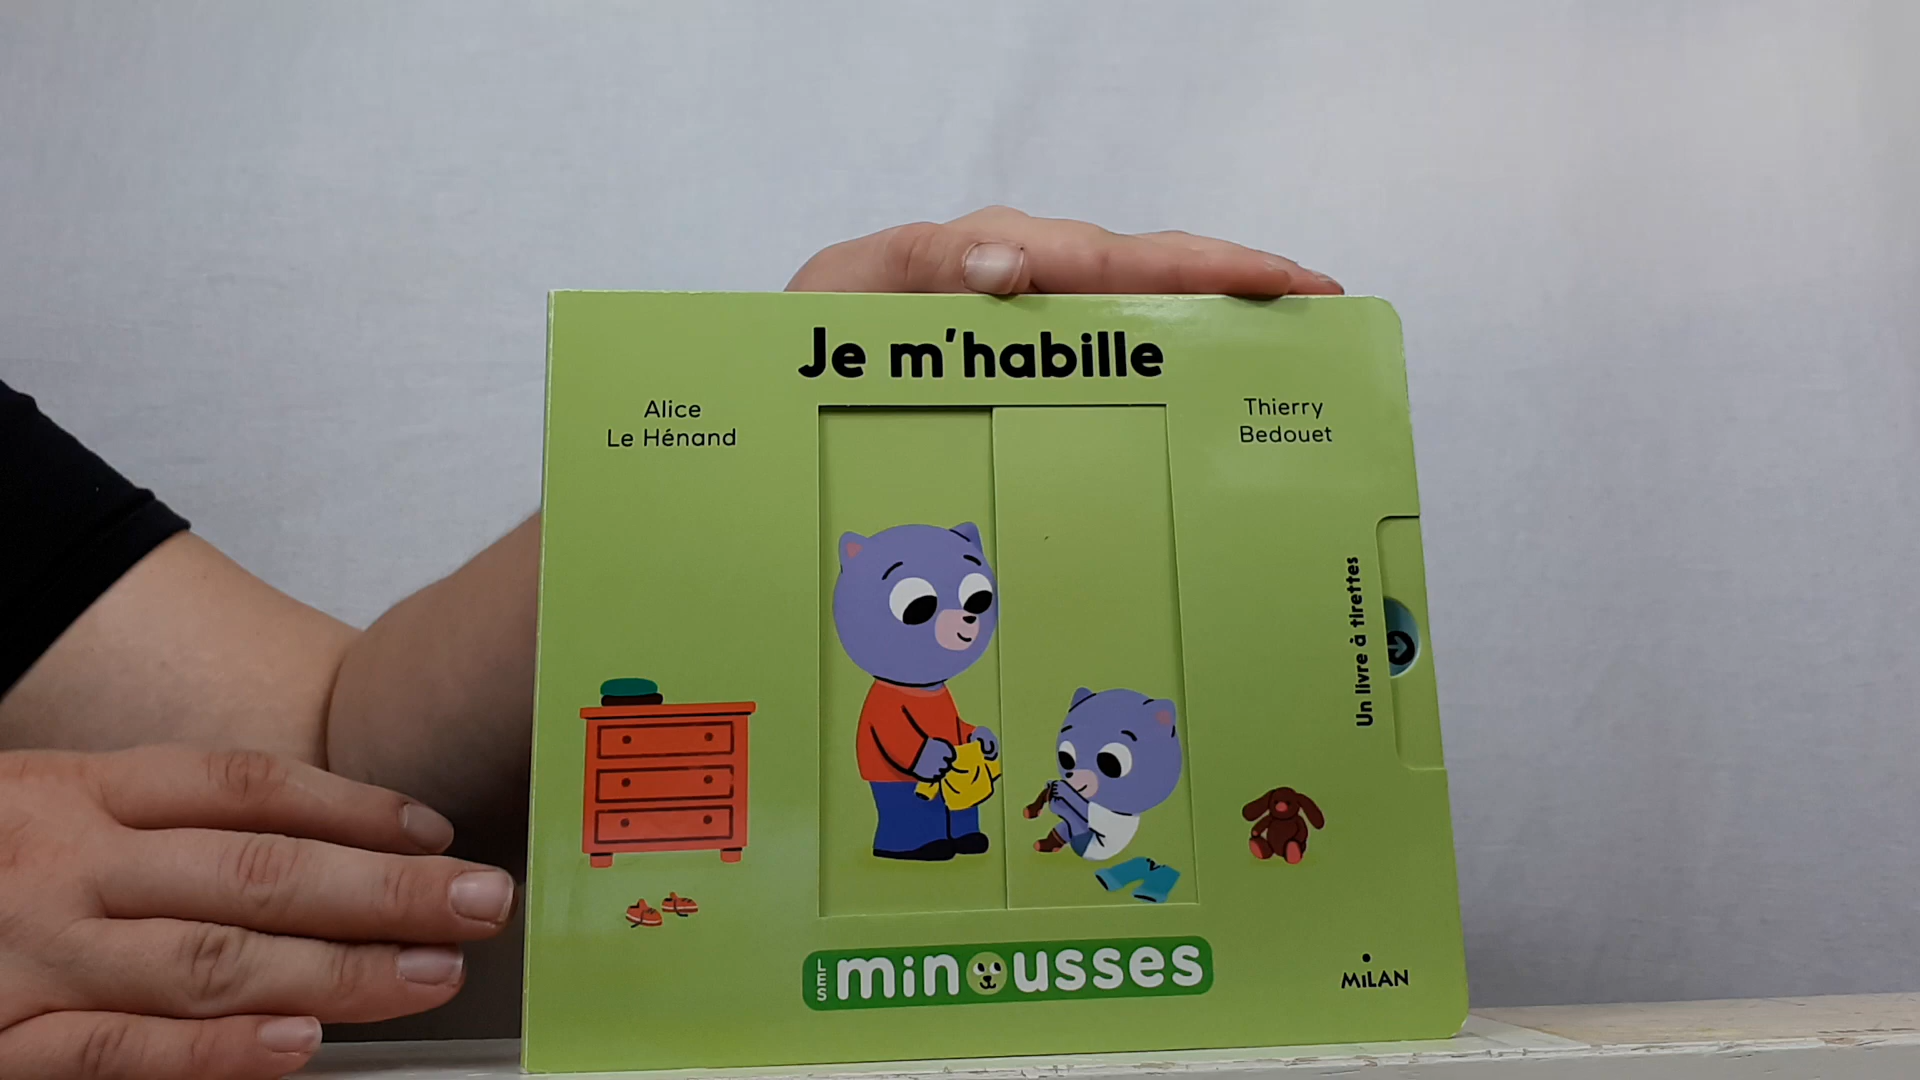 Je m'habille
Alice
Le Hénand
Thierry
Bedouet
Un livre à tirettes
LES minousses
MiLAN